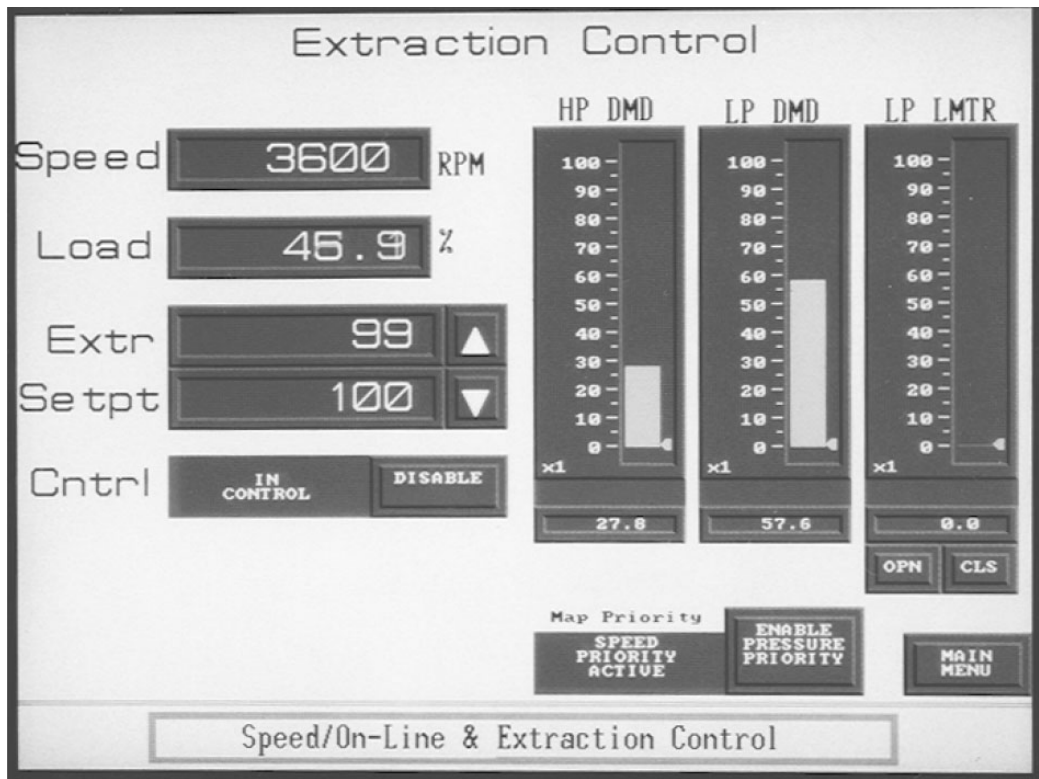 Extraction Control
HP DMD
LP DMD
LP LMTR
Speed 3600 RPM
Load %
Extr 99
Setpt 100
Cntrl
IN
CONTROL
DISABLE
100
90
80
70
60
50
40
30
20
10
0
x1
27.8
100
90
80
70
60
50
40
30
20
10
0
x1
57.6
100
90
80
70
60
50
40
30
20
10
0
x1
0.0
OPN CLS
Map Priority
SPEED
PRIORITY
ACTIVE
ENABLE
PRESSURE
PRIORITY
MAIN
MENU
Speed/On-Line & Extraction Control